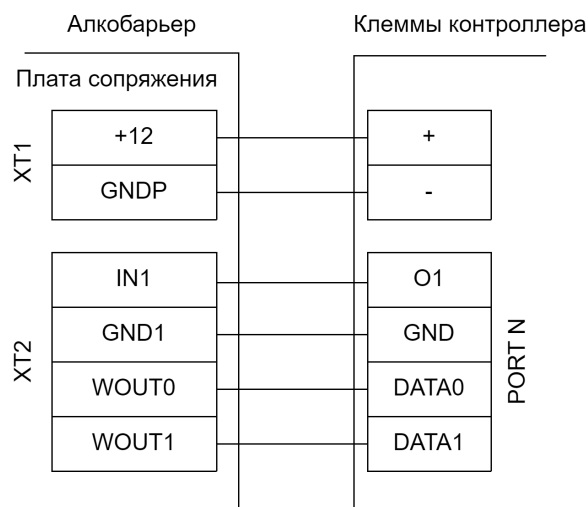 Алкобарьер
Клеммы контроллера
Плата сопряжения
XT1
+12
+
GNDP
-
XT2
IN1
O1
GND1
GND
WOUT0
DATA0
WOUT1
DATA1
PORT N